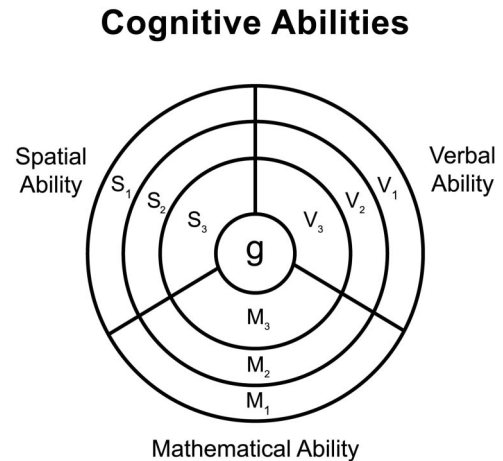 Cognitive Abilities
Spatial
Ability
Verbal
Ability
S₁
S₂
S₃
V₃
V₂
V₁
g
M₃
M₂
M₁
Mathematical Ability